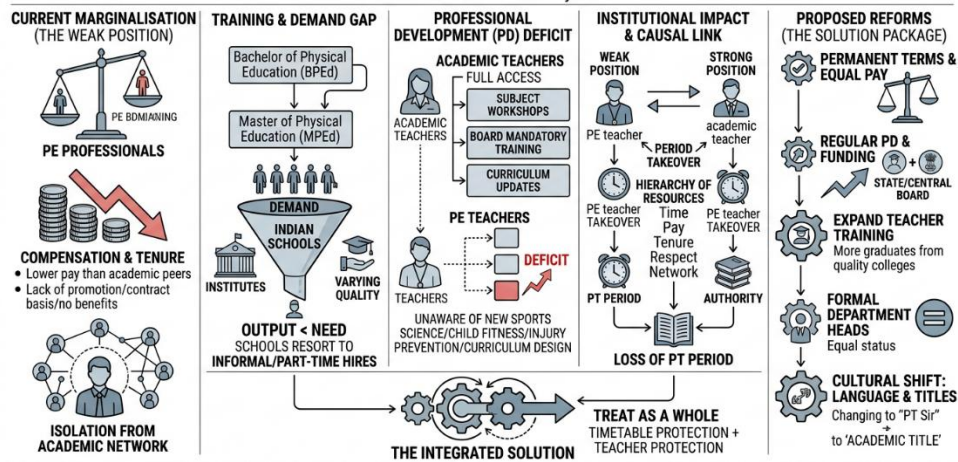 CURRENT MARGINALISATION
(THE WEAK POSITION)
PE BDMIANING
PE PROFESSIONALS
COMPENSATION & TENURE
• Lower pay than academic peers
• Lack of promotion/contract
basis/no benefits
ISOLATION FROM
ACADEMIC NETWORK
TRAINING & DEMAND GAP
Bachelor of Physical
Education (BPEd)
Master of Physical
Education (MPEd)
DEMAND
INDIAN
SCHOOLS
INSTITUTES
VARYING
QUALITY
OUTPUT < NEED
SCHOOLS RESORT TO
INFORMAL/PART-TIME HIRES
PROFESSIONAL
DEVELOPMENT (PD) DEFICIT
ACADEMIC TEACHERS
FULL ACCESS
ACADEMIC
TEACHERS
SUBJECT
WORKSHOPS
BOARD MANDATORY
TRAINING
CURRICULUM
UPDATES
PE TEACHERS
TEACHERS
DEFICIT
UNAWARE OF NEW SPORTS
SCIENCE/CHILD FITNESS/INJURY
PREVENTION/CURRICULUM DESIGN
INSTITUTIONAL IMPACT
& CAUSAL LINK
WEAK
POSITION
STRONG
POSITION
PE teacher
academic
teacher
PERIOD
TAKEOVER
PE teacher
TAKEOVER
HIERARCHY OF
RESOURCES
Time
Pay
Tenure
Respect
Network
PE teacher
TAKEOVER
PT PERIOD
AUTHORITY
LOSS OF PT PERIOD
THE INTEGRATED SOLUTION
TREAT AS A WHOLE
TIMETABLE PROTECTION +
TEACHER PROTECTION
PROPOSED REFORMS
(THE SOLUTION PACKAGE)
PERMANENT TERMS &
EQUAL PAY
REGULAR PD &
FUNDING
STATE/CENTRAL
BOARD
EXPAND TEACHER
TRAINING
More graduates from
quality colleges
FORMAL
DEPARTMENT
HEADS
Equal status
CULTURAL SHIFT:
LANGUAGE & TITLES
Changing to "PT Sir"
to 'ACADEMIC TITLE'